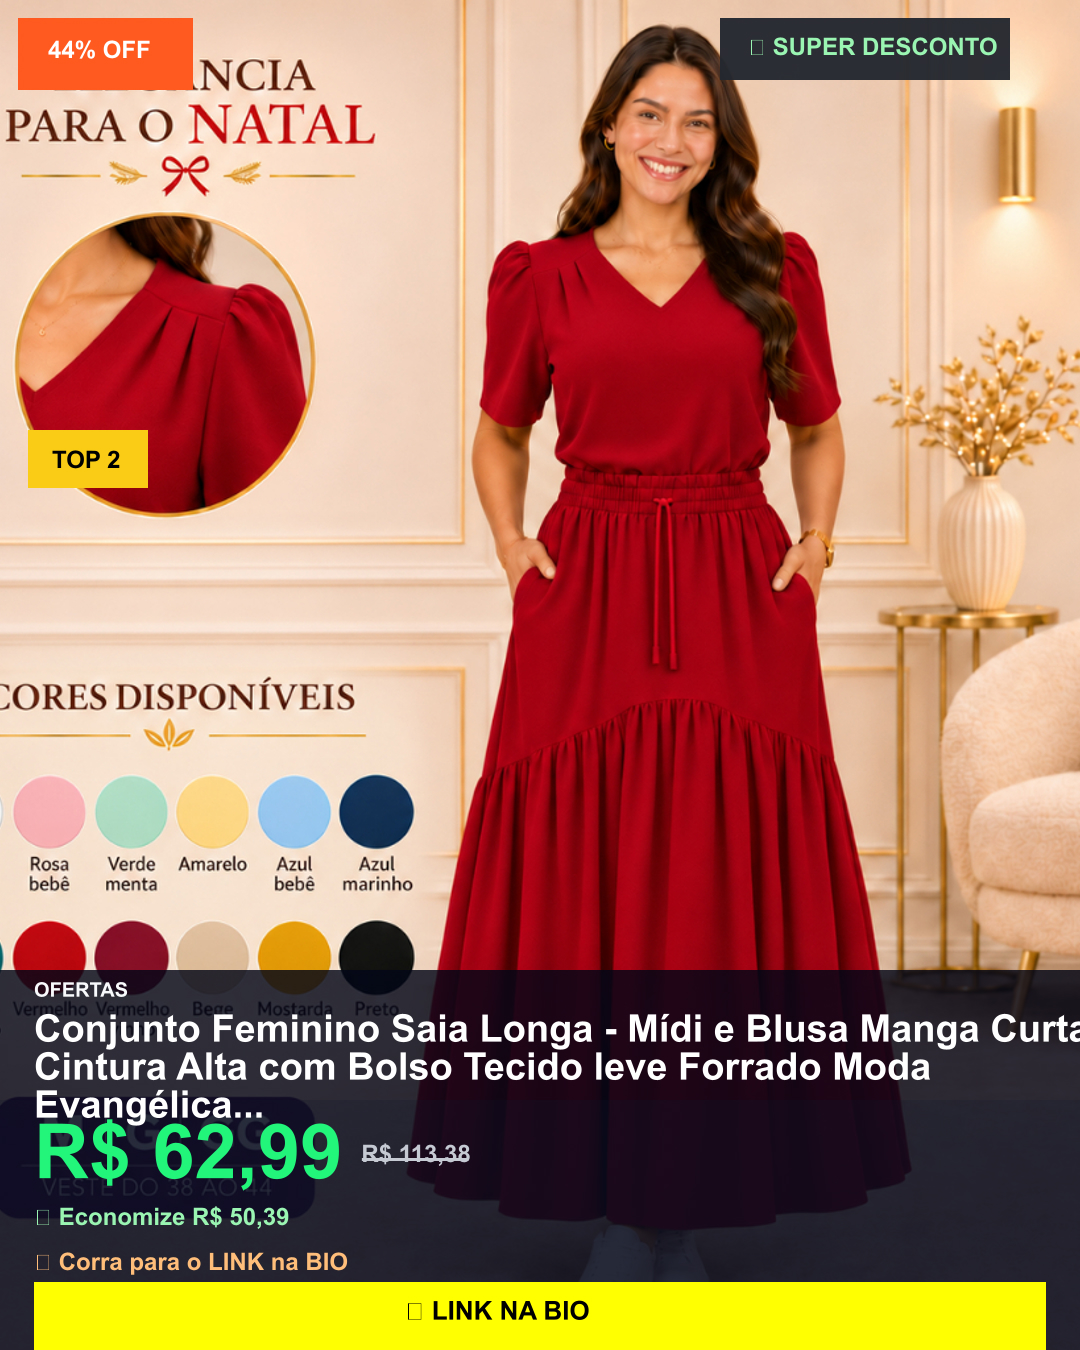 44% OFF
SUPER DESCONTO
NCIA
PARA O NATAL
TOP 2
CORES DISPONÍVEIS
Rosa bebê
Verde menta
Amarelo
Azul bebê
Azul marinho
Vermelho
Vermelho
Bege
Mostarda
Preto
OFERTAS
Conjunto Feminino Saia Longa - Mídi e Blusa Manga Curta
Cintura Alta com Bolso Tecido leve Forrado Moda
Evangélica...
R$ 62,99
R$ 113,38
VESTE DO 38 AO 44
Economize R$ 50,39
Corra para o LINK na BIO
LINK NA BIO